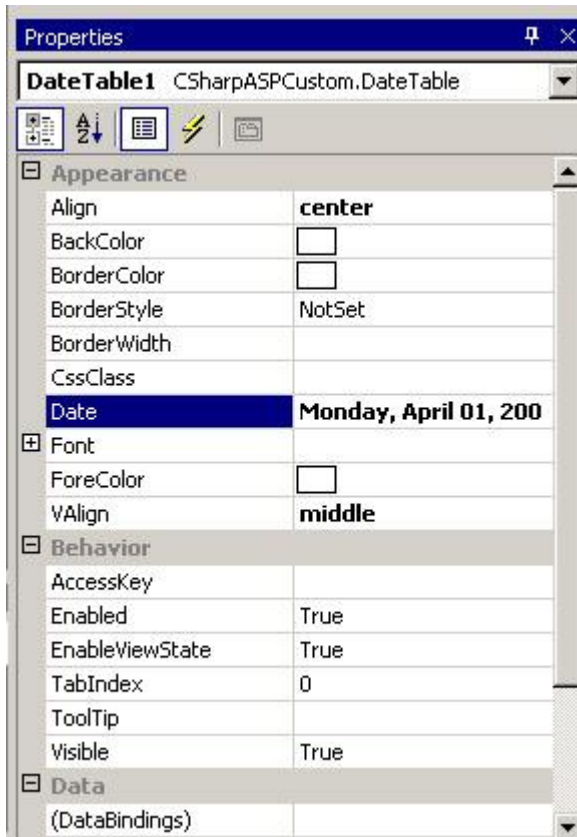 Properties
DateTable1 CSharpASPCustom.DateTable
Appearance
Align center
BackColor
BorderColor
BorderStyle NotSet
BorderWidth
CssClass
Date Monday, April 01, 200
Font
ForeColor
VAlign middle
Behavior
AccessKey
Enabled True
EnableViewState True
TabIndex 0
ToolTip
Visible True
Data
(DataBindings)